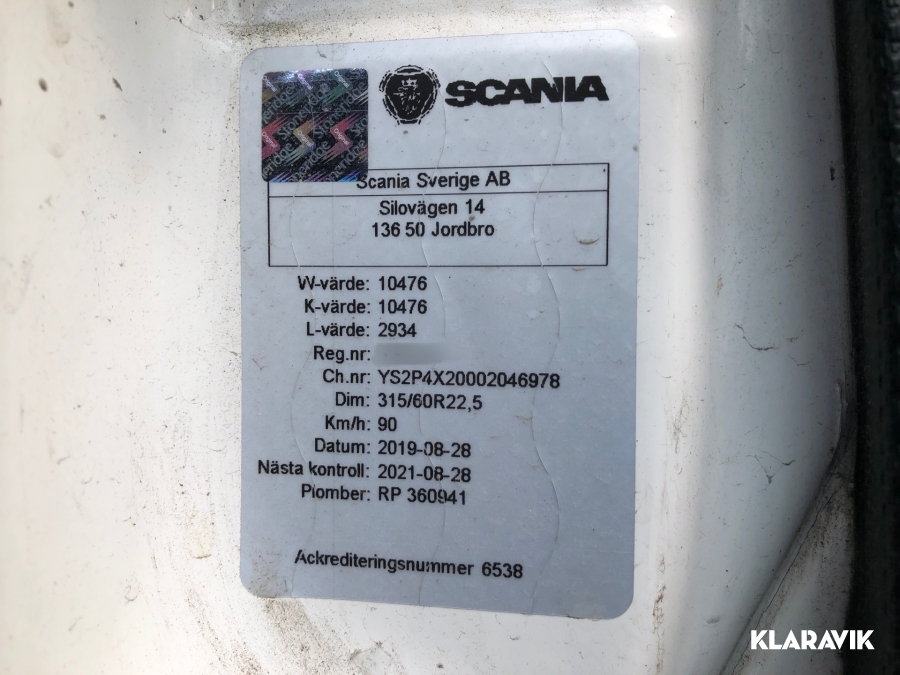 SCANIA
Scania Sverige AB
Silovägen 14
136 50 Jordbro
W-värde: 10476
K-värde: 10476
L-värde: 2934
Reg.nr:
Ch.nr: YS2P4X20002046978
Dim: 315/60R22,5
Km/h: 90
Datum: 2019-08-28
Nästa kontroll: 2021-08-28
Plomber: RP 360941
Ackrediteringsnummer 6538
KLARAVIK